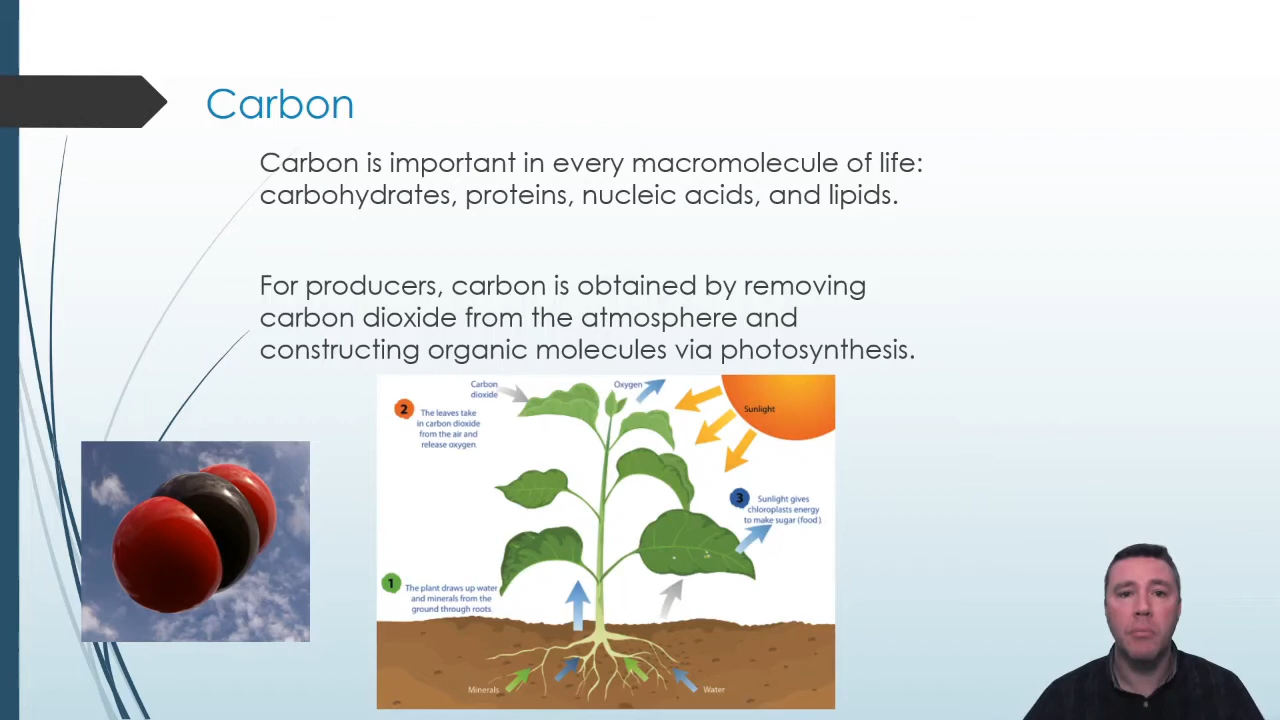 Carbon
Carbon is important in every macromolecule of life:
carbohydrates, proteins, nucleic acids, and lipids.
For producers, carbon is obtained by removing
carbon dioxide from the atmosphere and
constructing organic molecules via photosynthesis.
Carbon
dioxide
Oxygen
Sunlight
2
The leaves take
in carbon dioxide
from the air and
release oxygen.
3
Sunlight gives
chloroplasts energy
to make sugar (food).
1
The plant draws up water
and minerals from the
ground through roots.
Minerals
Water